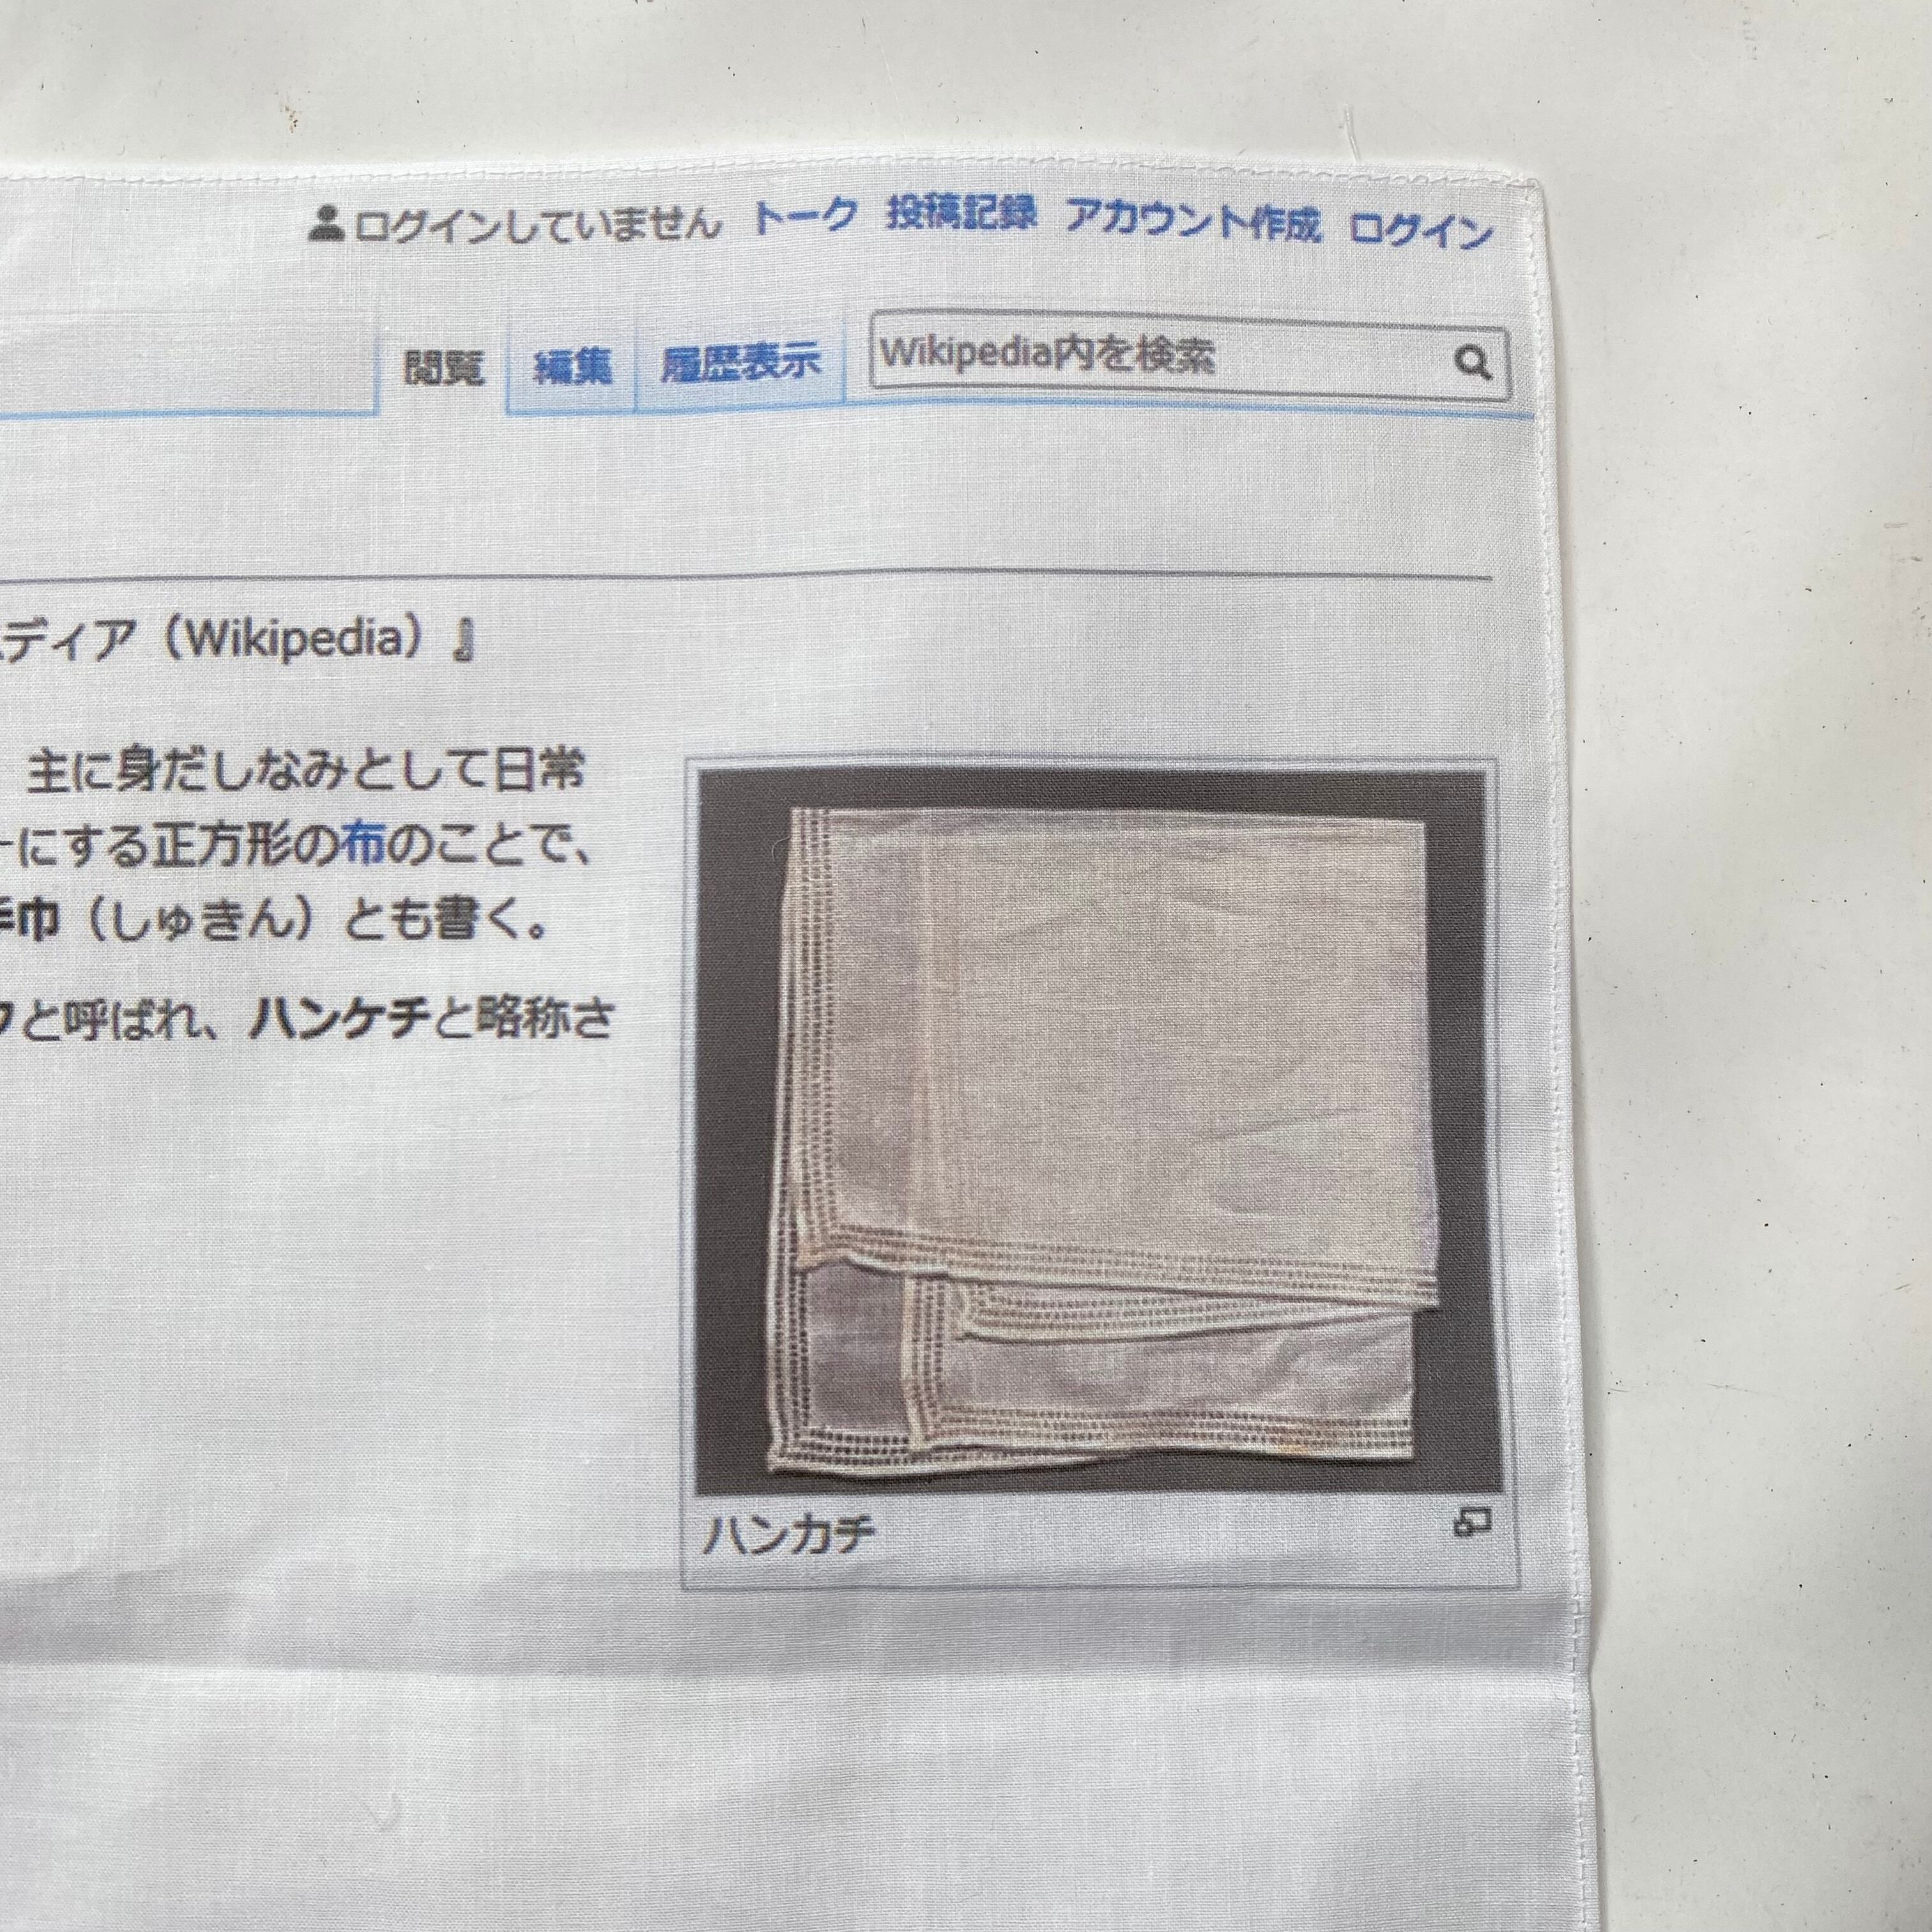 ログインしていません トーク 投稿記録 アカウント作成 ログイン
閲覧 編集 履歴表示 Wikipedia内を検索
ディア（Wikipedia）』
主に身だしなみとして日常
にする正方形の布のことで、
手巾（しゅきん）とも書く。
フと呼ばれ、ハンケチと略称さ
ハンカチ